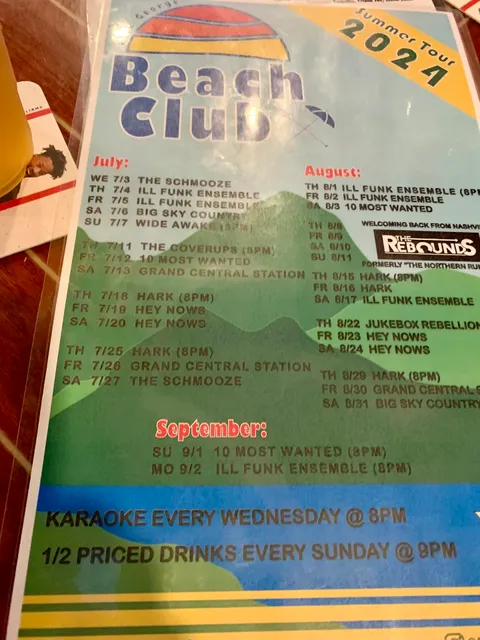 George
Beach
Club
Summer Tour
2024
July:
WE 7/3 THE SCHMOOZE
TH 7/4 ILL FUNK ENSEMBLE
FR 7/5 ILL FUNK ENSEMBLE
SA 7/6 BIG SKY COUNTRY
SU 7/7 WIDE AWAKE (8PM)
TH 7/11 THE COVERUPS (8PM)
FR 7/12 10 MOST WANTED
SA 7/13 GRAND CENTRAL STATION
TH 7/18 HARK (8PM)
FR 7/19 HEY NOWS
SA 7/20 HEY NOWS
TH 7/25 HARK (8PM)
FR 7/26 GRAND CENTRAL STATION
SA 7/27 THE SCHMOOZE
August:
TH 8/1 ILL FUNK ENSEMBLE (8P
FR 8/2 ILL FUNK ENSEMBLE
SA 8/3 10 MOST WANTED
TH 8/8
FR 8/9
SA 8/10
SU 8/11
WELCOMING BACK FROM NASHVI
THE
REBOUNDS
FORMERLY "THE NORTHERN RU
TH 8/15 HARK (8PM)
FR 8/16 HARK
SA 8/17 ILL FUNK ENSEMBLE
TH 8/22 JUKEBOX REBELLION
FR 8/23 HEY NOWS
SA 8/24 HEY NOWS
TH 8/29 HARK (8PM)
FR 8/30 GRAND CENTRAL S
SA 8/31 BIG SKY COUNTRY
September:
SU 9/1 10 MOST WANTED (8PM)
MO 9/2 ILL FUNK ENSEMBLE (8PM)
KARAOKE EVERY WEDNESDAY @ 8PM
1/2 PRICED DRINKS EVERY SUNDAY @ 9PM